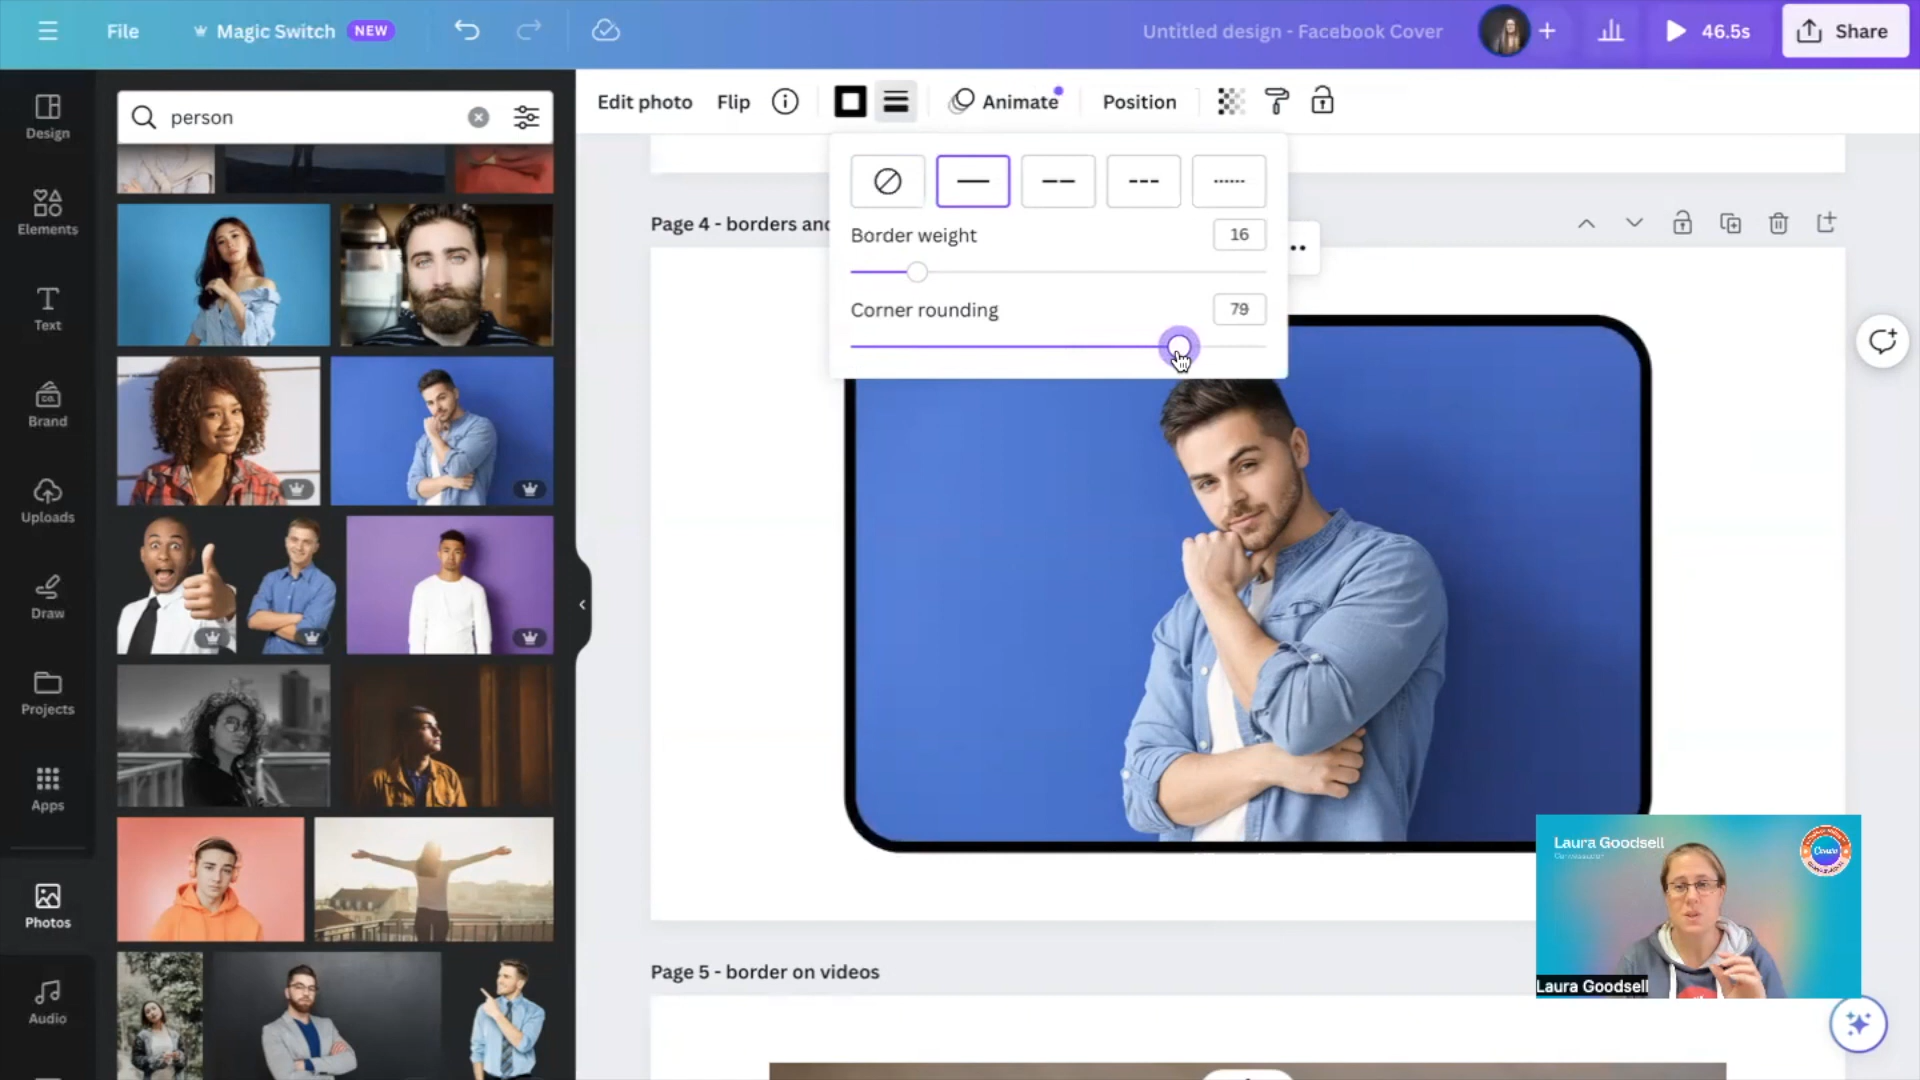 File
Magic Switch NEW
Untitled design - Facebook Cover
46.5s
Share
Design
Elements
Text
Brand
Uploads
Draw
Projects
Apps
Photos
Audio
person
Edit photo
Flip
Animate
Position
Border weight
16
Corner rounding
79
Page 4 - borders and
Page 5 - border on videos
Laura Goodsell
Canva
Laura Goodsell